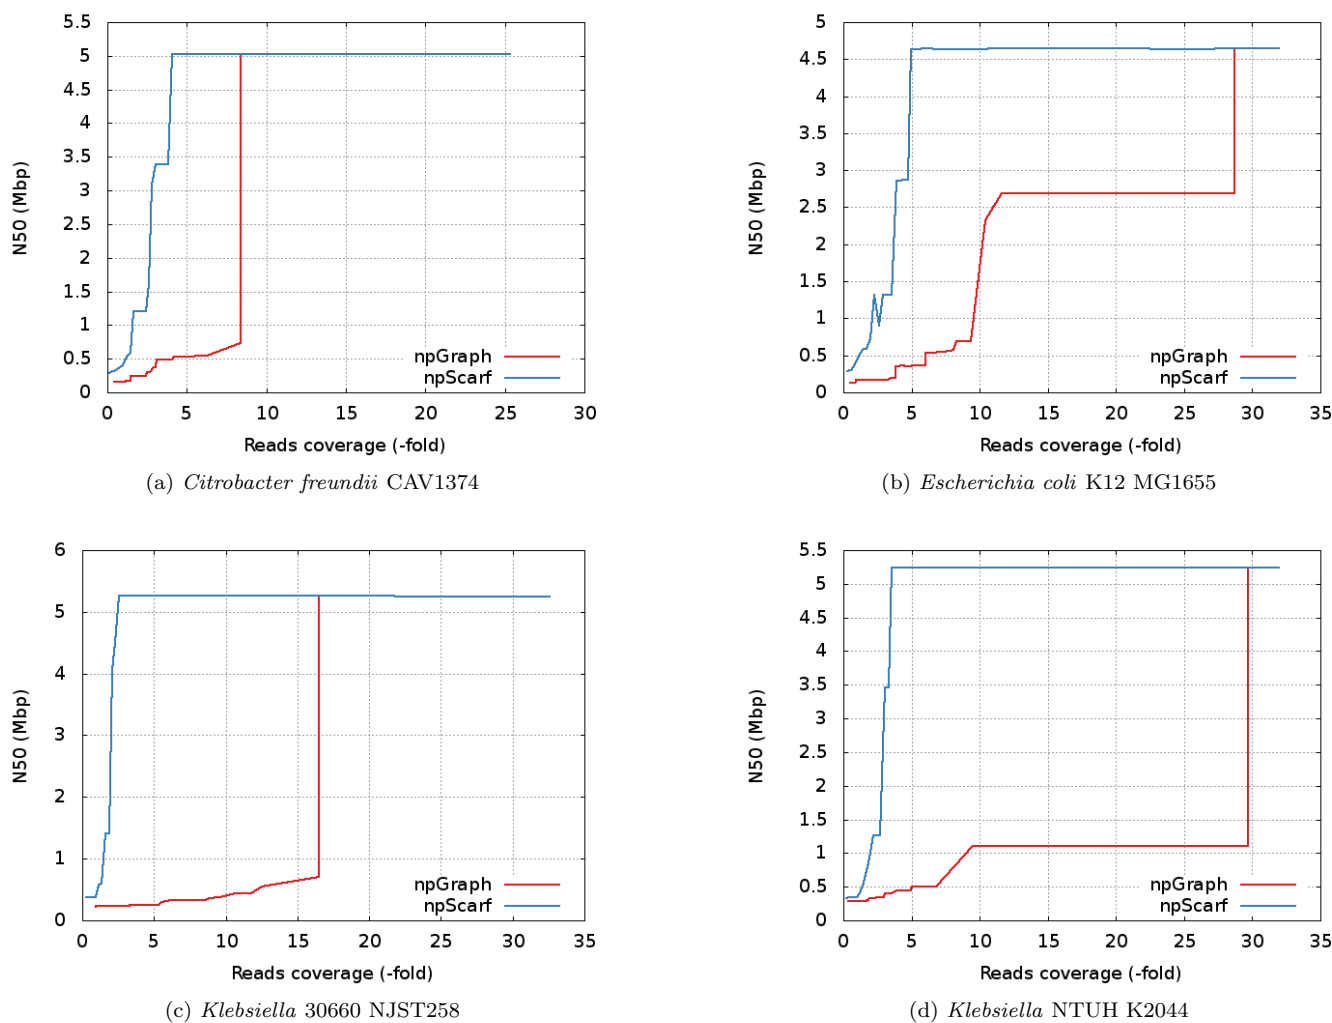 5.5
5
4.5
4
3.5
3
2.5
2
1.5
1
0.5
0
N50 (Mbp)
npGraph
npScarf
0 5 10 15 20 25 30
Reads coverage (-fold)
(a) Citrobacter freundii CAV1374
5
4.5
4
3.5
3
2.5
2
1.5
1
0.5
0
N50 (Mbp)
npGraph
npScarf
0 5 10 15 20 25 30 35
Reads coverage (-fold)
(b) Escherichia coli K12 MG1655
6
5
4
3
2
1
0
N50 (Mbp)
npGraph
npScarf
0 5 10 15 20 25 30 35
Reads coverage (-fold)
(c) Klebsiella 30660 NJST258
5.5
5
4.5
4
3.5
3
2.5
2
1.5
1
0.5
0
N50 (Mbp)
npGraph
npScarf
0 5 10 15 20 25 30 35
Reads coverage (-fold)
(d) Klebsiella NTUH K2044